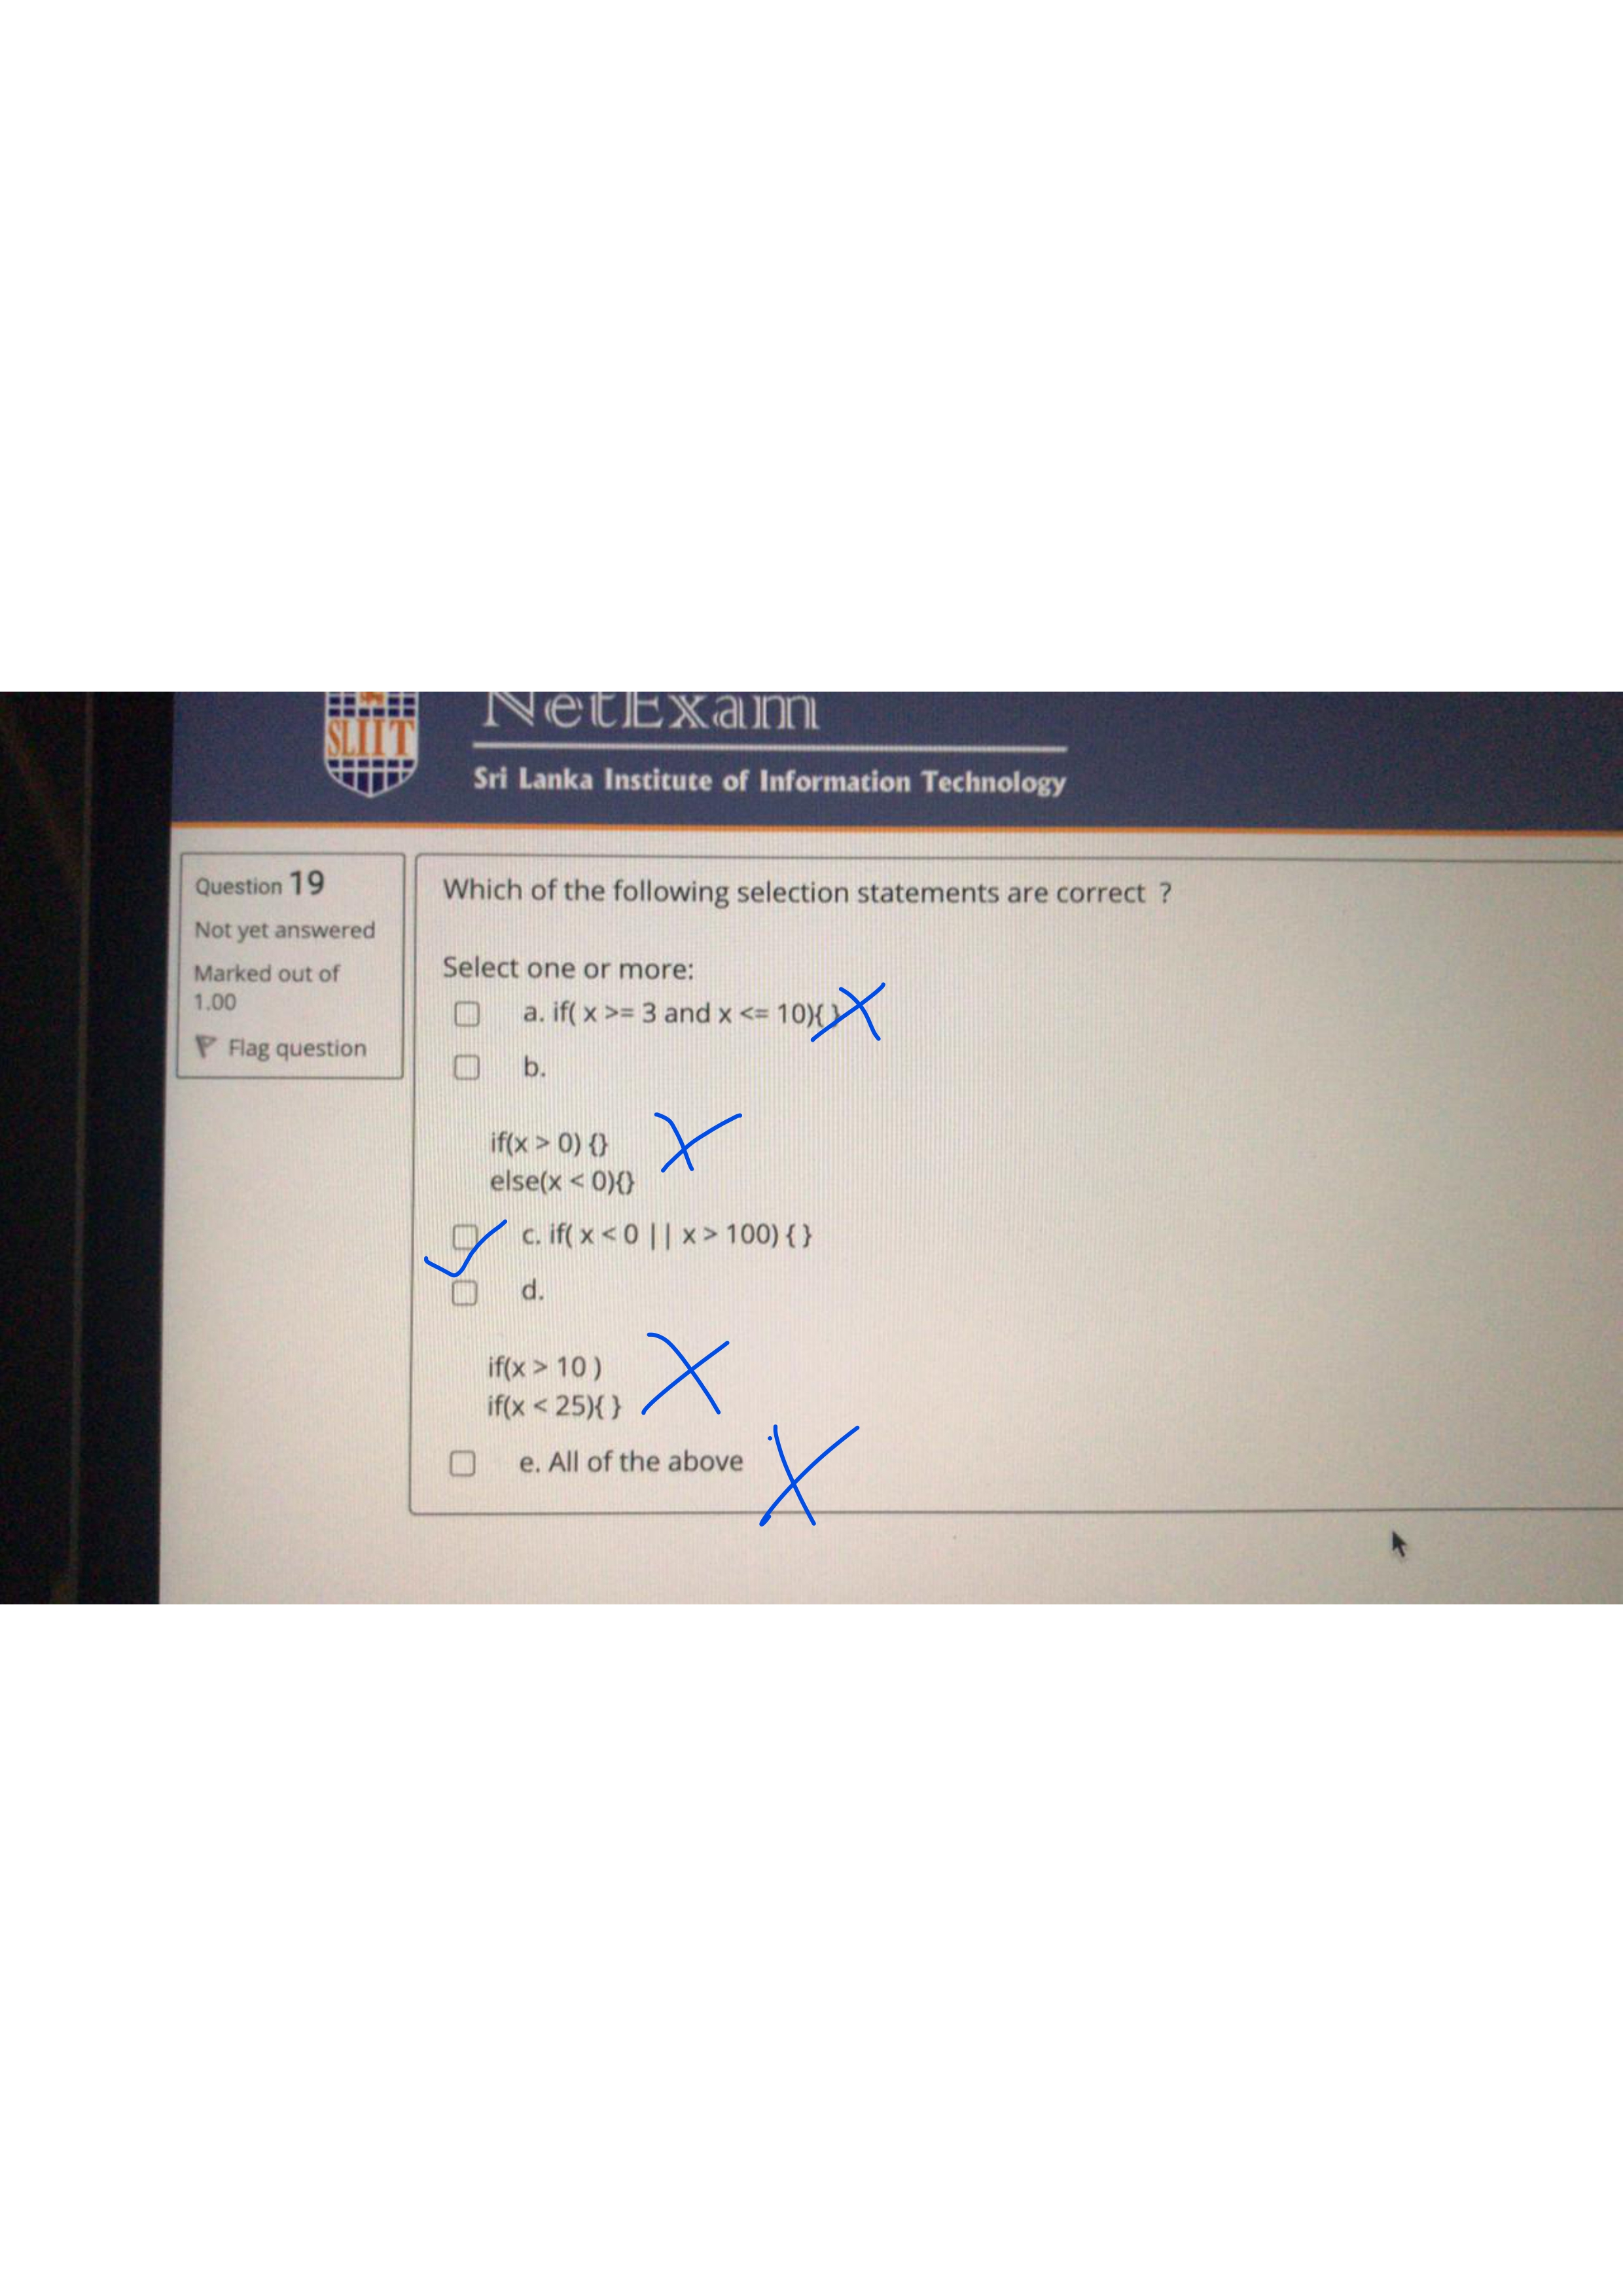 SLIIT
NetExam
Sri Lanka Institute of Information Technology
Question 19
Not yet answered
Marked out of
1.00
Flag question
Which of the following selection statements are correct ?
Select one or more:
a. if( x >= 3 and x <= 10){ }
b.
if(x > 0) {}
else(x < 0){}
c. if( x < 0 || x > 100) { }
d.
if(x > 10 )
if(x < 25){ }
e. All of the above